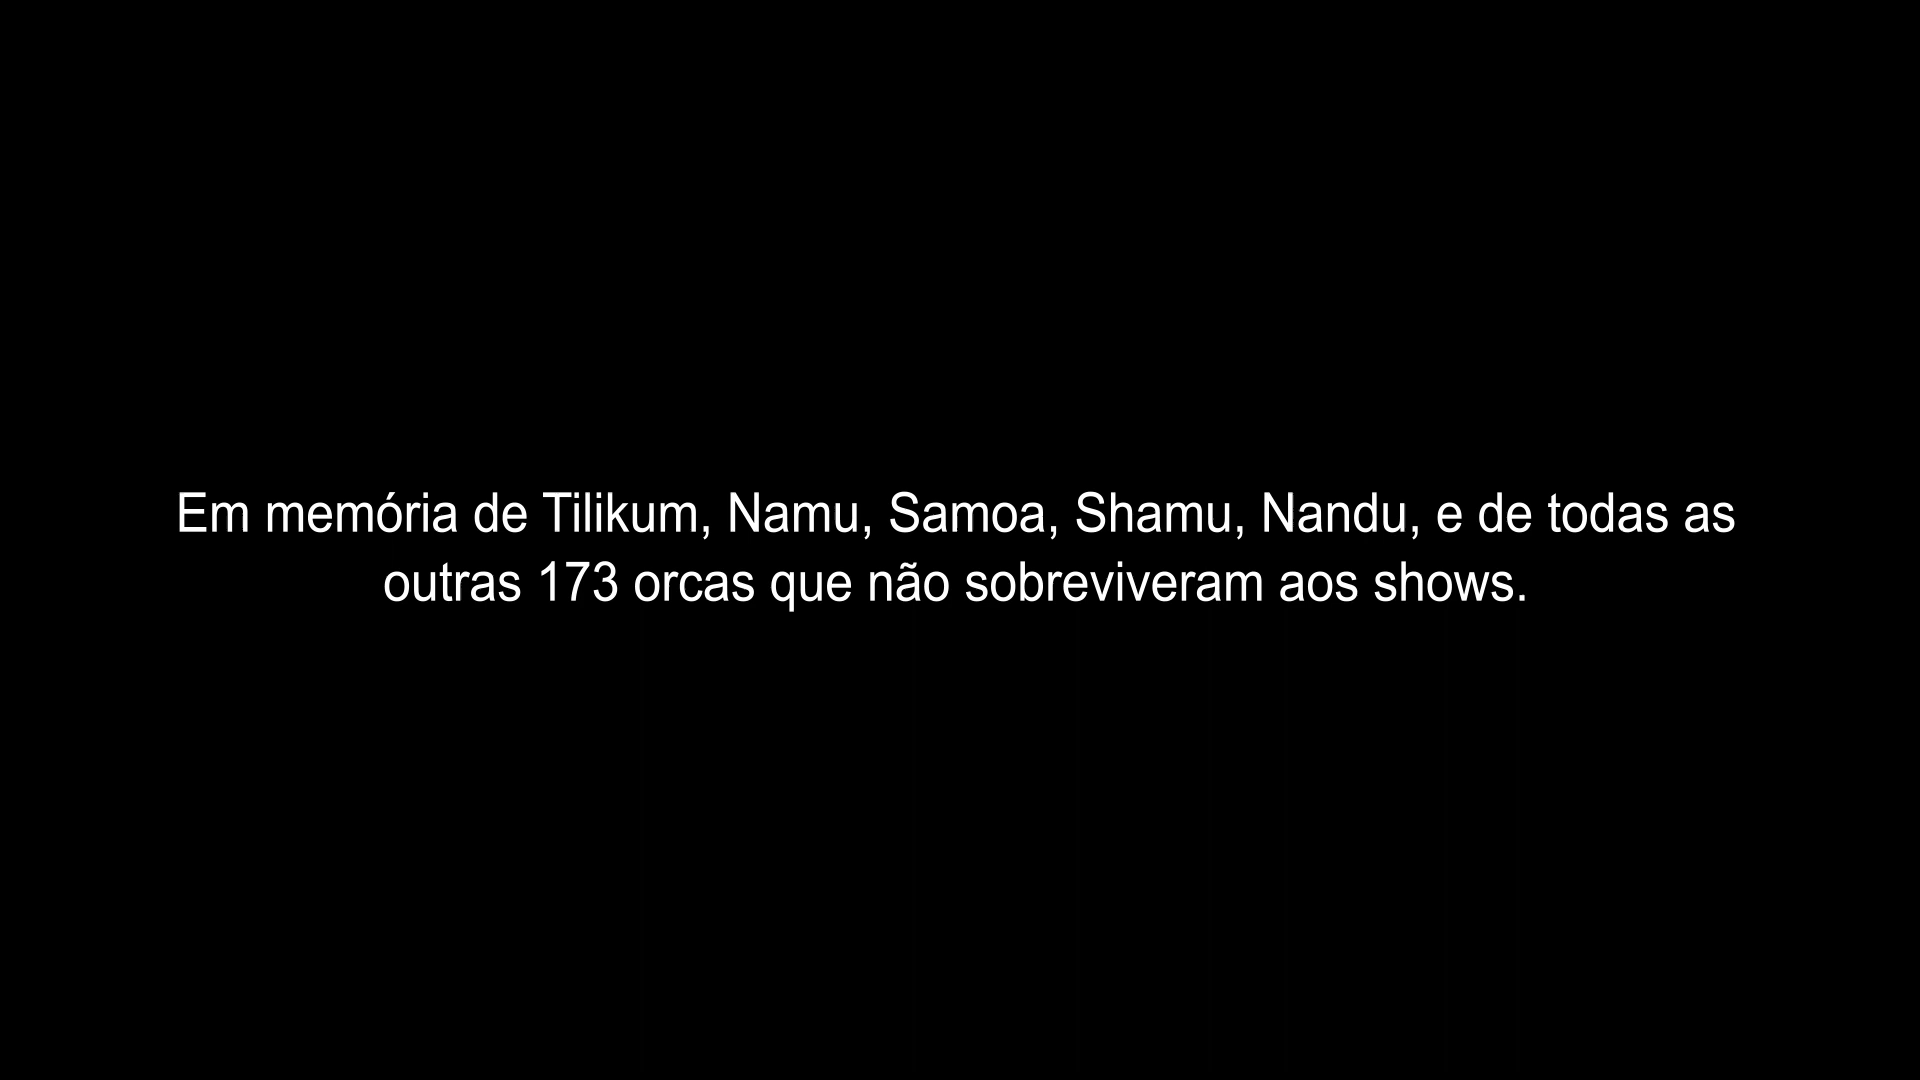 Em memória de Tilikum, Namu, Samoa, Shamu, Nandu, e de todas as
outras 173 orcas que não sobreviveram aos shows.